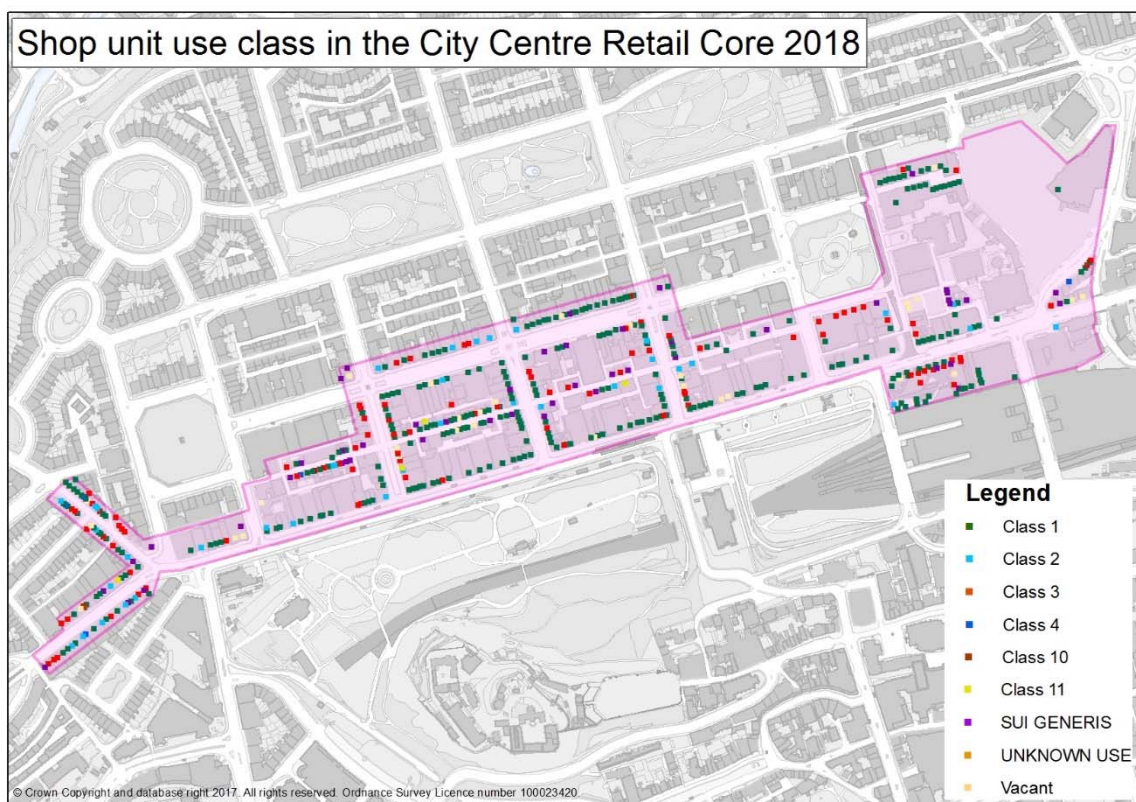 Shop unit use class in the City Centre Retail Core 2018
Legend
Class 1
Class 2
Class 3
Class 4
Class 10
Class 11
SUI GENERIS
UNKNOWN USE
Vacant
© Crown Copyright and database right 2017. All rights reserved. Ordnance Survey Licence number 100023420.